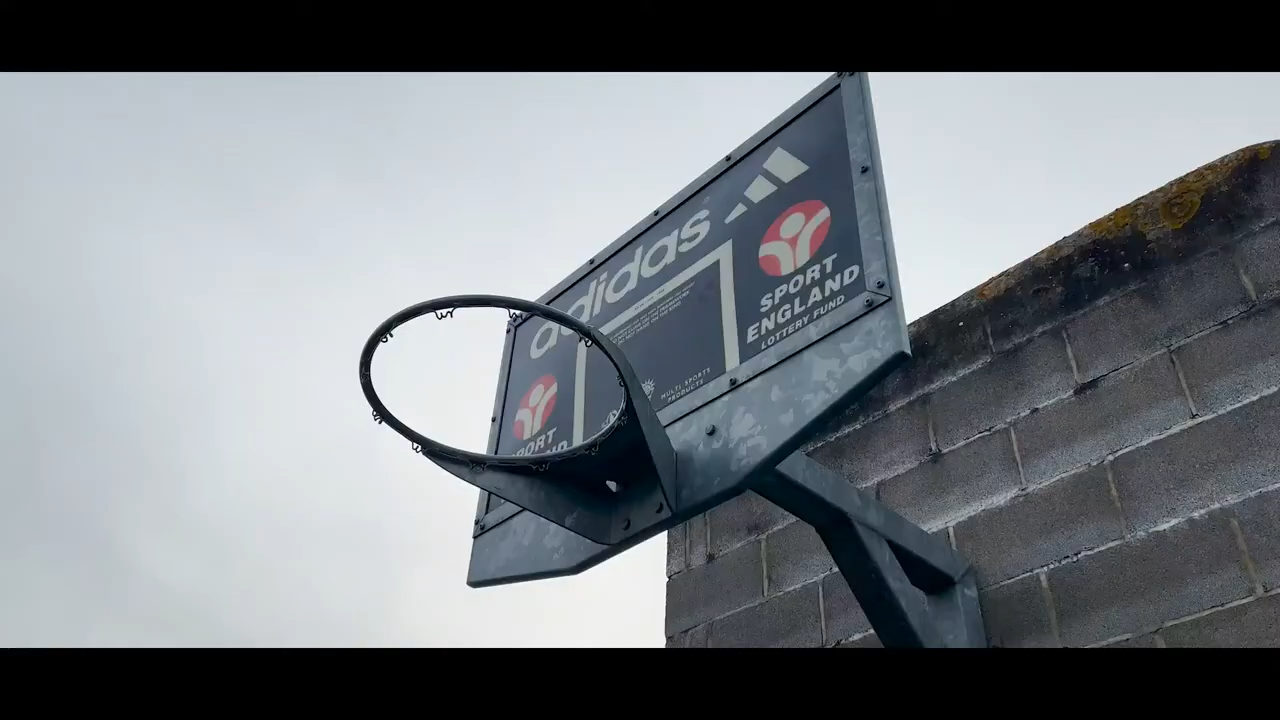 adidas
SPORT
ENGLAND
LOTTERY FUND
MULTI-SPORTS
PRODUCTS
SPORT